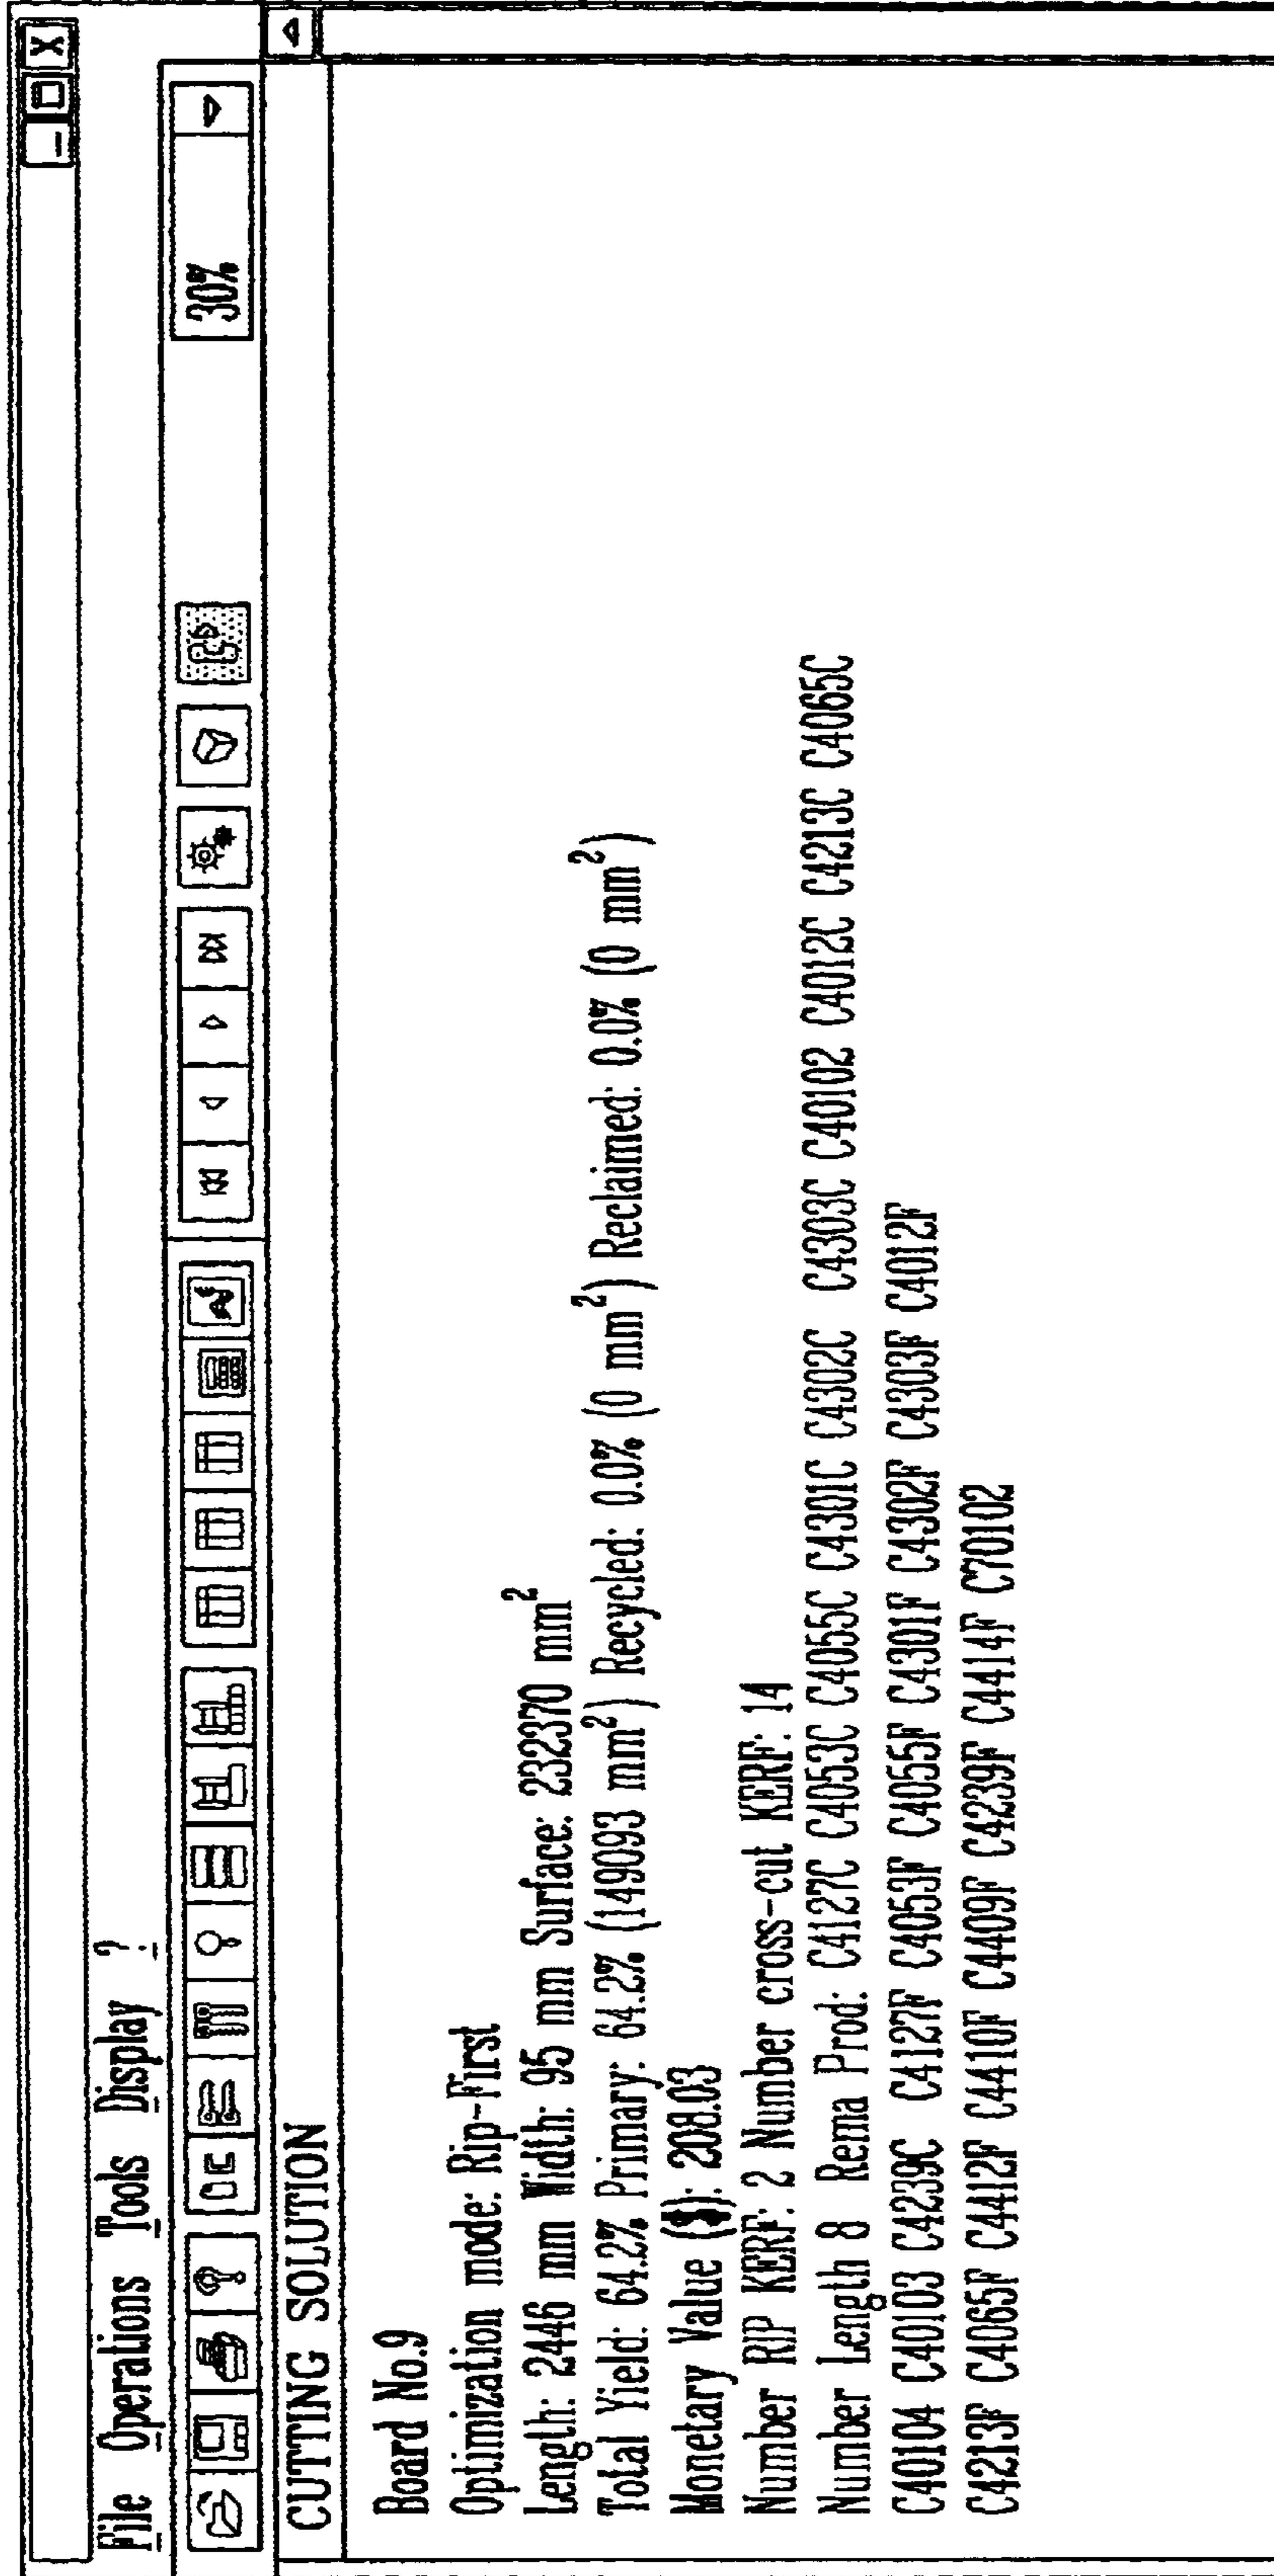 File Operations Tools Display ?
30%
CUTTING SOLUTION
Board No.9
Optimization mode: Rip-First
Length: 2446 mm Width: 95 mm Surface: 232370 mm²
Total Yield: 64.2% Primary: 64.2% (149093 mm²) Recycled: 0.0% (0 mm²) Reclaimed: 0.0% (0 mm²)
Monetary Value ($): 208.03
Number RIP KERF: 2 Number cross-cut KERF: 14
Number Length 8 Rema Prod: C4127C C4053C C4055C C4301C C4302C C4303C C40102 C4012C C4213C C4065C
C40104 C40103 C4239C C4127F C4053F C4055F C4301F C4302F C4303F C4012F
C4213F C4065F C4412F C4410F C4409F C4239F C4414F C70102